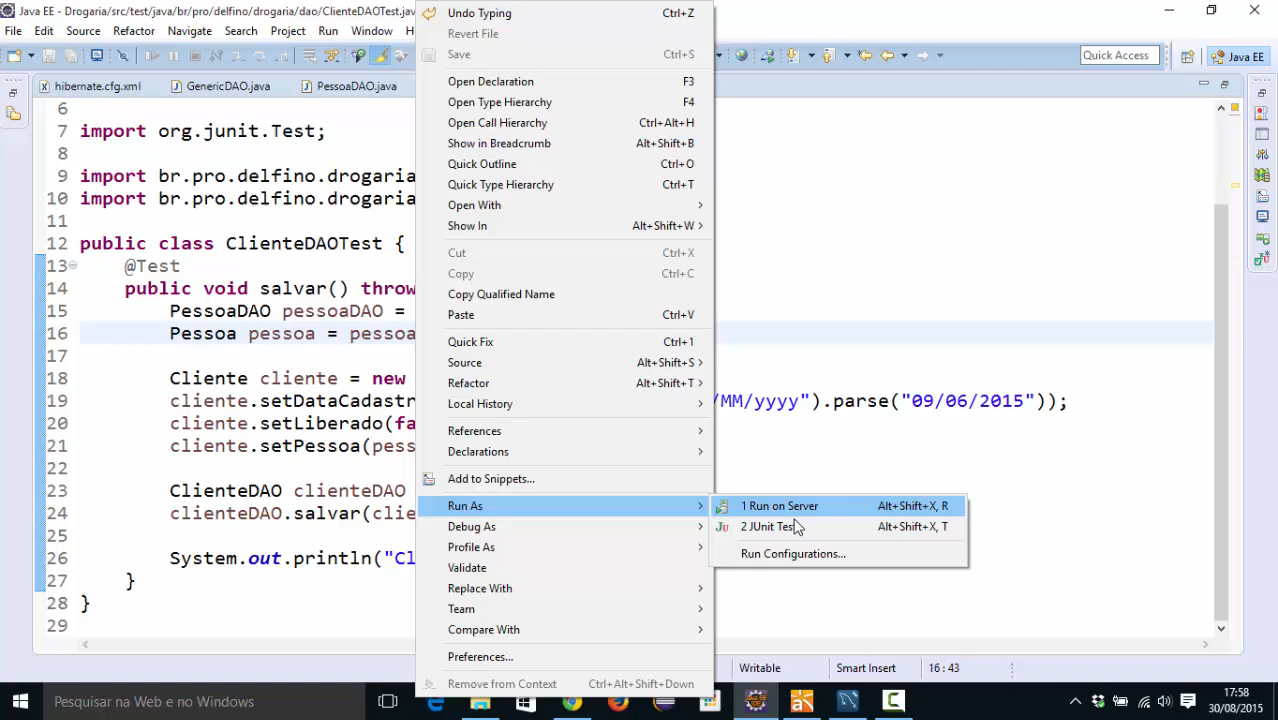 Java EE - Drogaria/src/test/java/br/pro/delfino/drogaria/dao/ClienteDAOTest.jav
File Edit Source Refactor Navigate Search Project Run Window H
Quick Access
Java EE
hibernate.cfg.xml GenericDAO.java PessoaDAO.java
6
7 import org.junit.Test;
8
9 import br.pro.delfino.drogaria
10 import br.pro.delfino.drogaria
11
12 public class ClienteDAOTest {
13 @Test
14 public void salvar() throw
15 PessoaDAO pessoaDAO =
16 Pessoa pessoa = pessoa
17
18 Cliente cliente = new
19 cliente.setDataCadastr /MM/yyyy").parse("09/06/2015"));
20 cliente.setLiberado(fa
21 cliente.setPessoa(pess
22
23 ClienteDAO clienteDAO
24 clienteDAO.salvar(clie
25
26 System.out.println("Cl
27 }
28 }
29
Undo Typing Ctrl+Z
Revert File
Save Ctrl+S
Open Declaration F3
Open Type Hierarchy F4
Open Call Hierarchy Ctrl+Alt+H
Show in Breadcrumb Alt+Shift+B
Quick Outline Ctrl+O
Quick Type Hierarchy Ctrl+T
Open With
Show In Alt+Shift+W
Cut Ctrl+X
Copy Ctrl+C
Copy Qualified Name
Paste Ctrl+V
Quick Fix Ctrl+1
Source Alt+Shift+S
Refactor Alt+Shift+T
Local History
References
Declarations
Add to Snippets...
Run As
Debug As
Profile As
Validate
Replace With
Team
Compare With
Preferences...
Remove from Context Ctrl+Alt+Shift+Down
1 Run on Server Alt+Shift+X, R
2 JUnit Test Alt+Shift+X, T
Run Configurations...
Writable Smart Insert 16 : 43
Pesquisar na Web e no Windows
17:58
30/08/2015